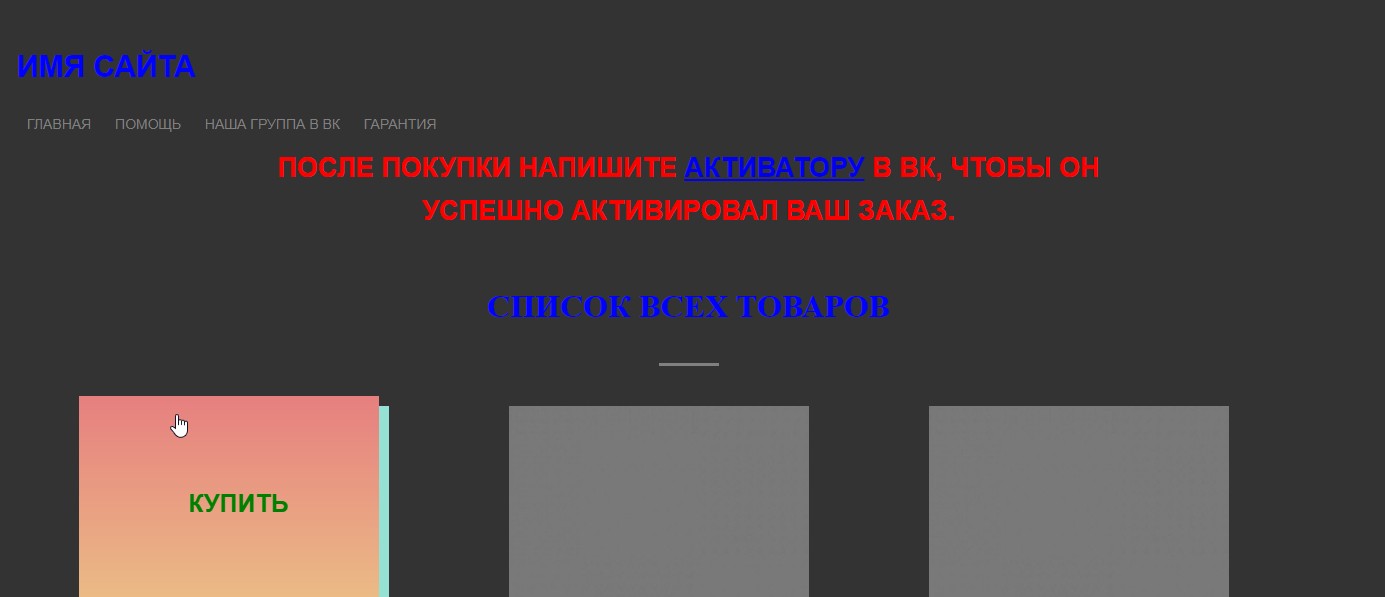 ИМЯ САЙТА
ГЛАВНАЯ ПОМОЩЬ НАША ГРУППА В ВК ГАРАНТИЯ
ПОСЛЕ ПОКУПКИ НАПИШИТЕ АКТИВАТОРУ В ВК, ЧТОБЫ ОН
УСПЕШНО АКТИВИРОВАЛ ВАШ ЗАКАЗ.
СПИСОК ВСЕХ ТОВАРОВ
КУПИТЬ